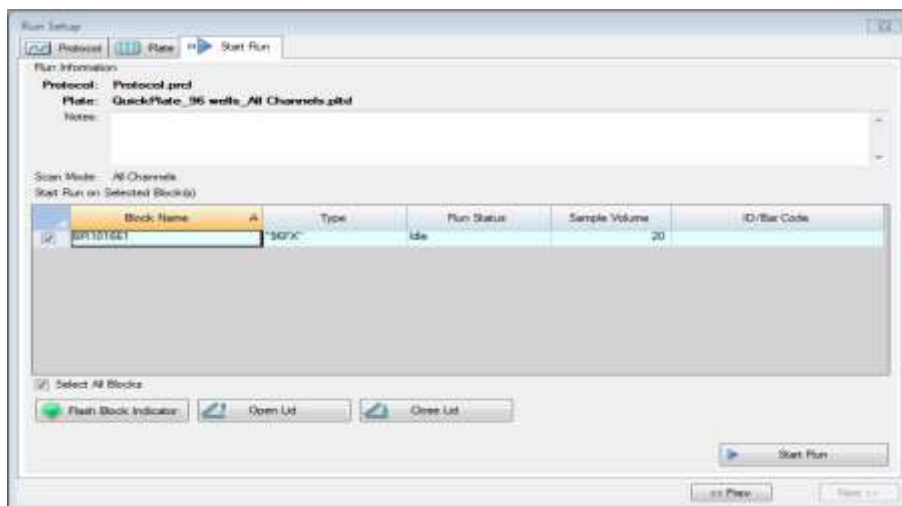 Run Setup
Protocol Plate Start Run
Run Information
Protocol: Protocol.prcl
Plate: QuickPlate_96 wells_All Channels.pltd
Notes:
Scan Mode: All Channels
Start Run on Selected Block(s)
Block Name Type Run Status Sample Volume ID/Bar Code
Idle 20
Select All Blocks
Flash Block Indicator Open Lid Close Lid
Start Run
<< Prev Next >>